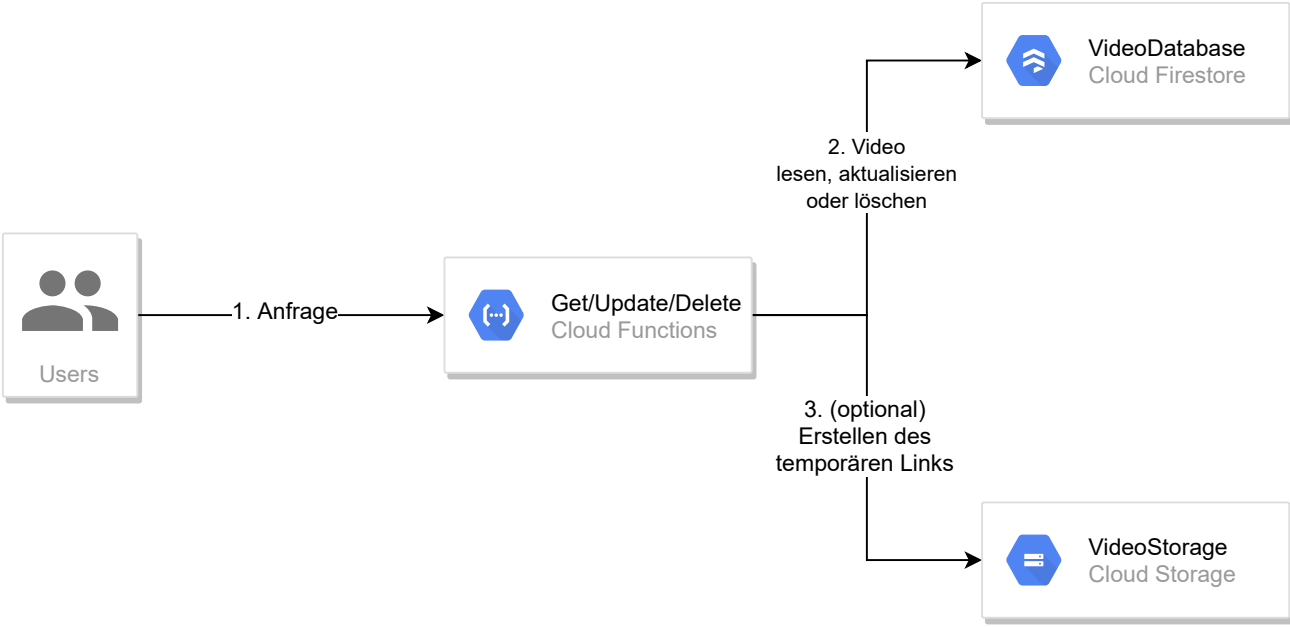 VideoDatabase
Cloud Firestore
2. Video
lesen, aktualisieren
oder löschen
Users
1. Anfrage
Get/Update/Delete
Cloud Functions
3. (optional)
Erstellen des
temporären Links
VideoStorage
Cloud Storage